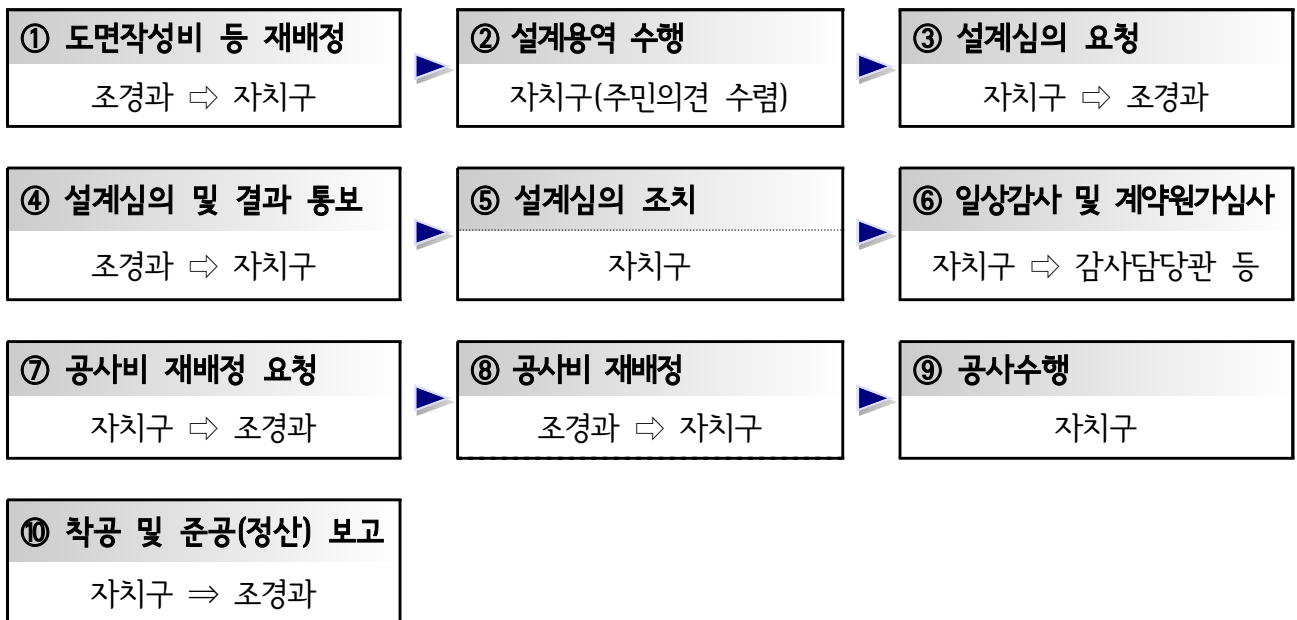 ① 도면작성비 등 재배정
조경과 ⇨ 자치구
② 설계용역 수행
자치구(주민의견 수렴)
③ 설계심의 요청
자치구 ⇨ 조경과
④ 설계심의 및 결과 통보
조경과 ⇨ 자치구
⑤ 설계심의 조치
자치구
⑥ 일상감사 및 계약원가심사
자치구 ⇨ 감사담당관 등
⑦ 공사비 재배정 요청
자치구 ⇨ 조경과
⑧ 공사비 재배정
조경과 ⇨ 자치구
⑨ 공사수행
자치구
⑩ 착공 및 준공(정산) 보고
자치구 ⇒ 조경과